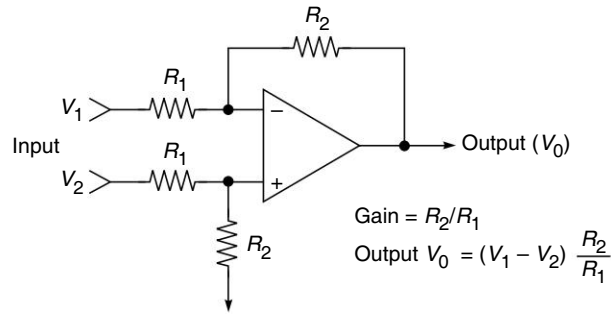 R2
R1
V1
−
Input
R1
Output (V0)
V2
+
R2
Gain = R2/R1
Output V0 = (V1 − V2) R2/R1